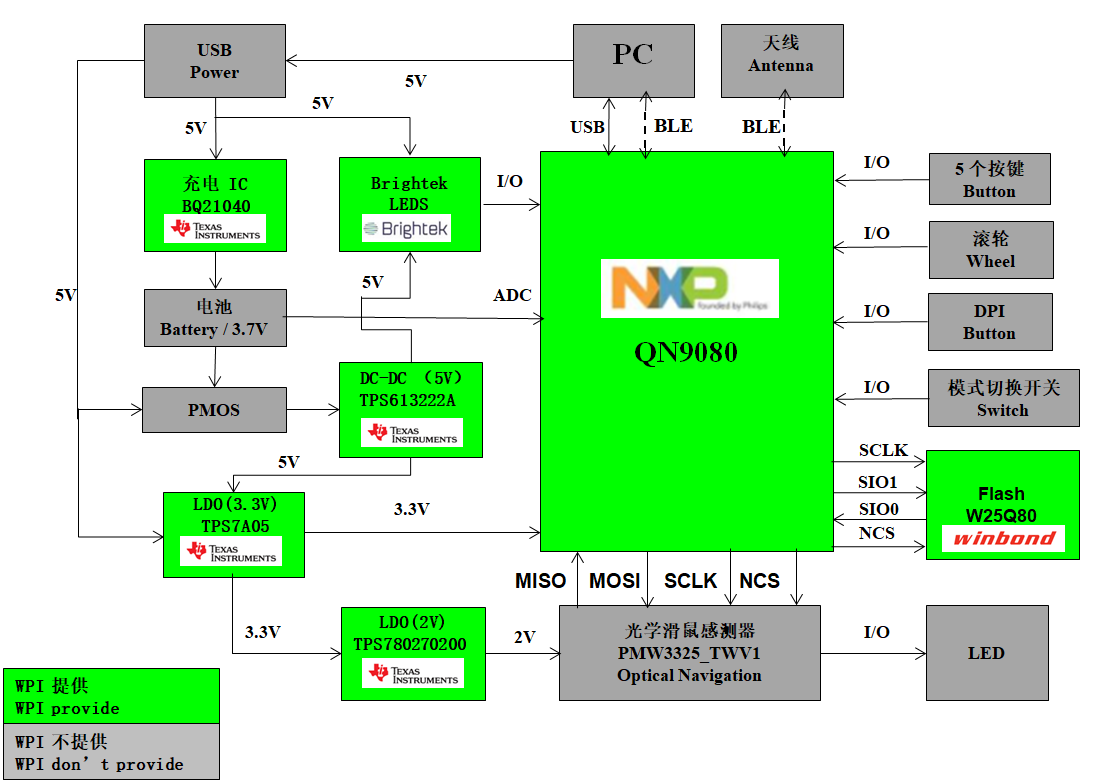 USB
Power
5V
PC
天线
Antenna
5V
5V
USB
BLE
BLE
充电 IC
BQ21040
TEXAS
INSTRUMENTS
Brightek
LEDS
Brightek
I/O
I/O
5 个按键
Button
I/O
滚轮
Wheel
5V
5V
ADC
电池
Battery / 3.7V
NXP
founded by Philips
QN9080
I/O
DPI
Button
DC-DC （5V）
TPS613222A
TEXAS
INSTRUMENTS
PMOS
I/O
模式切换开关
Switch
5V
LDO(3.3V)
TPS7A05
TEXAS
INSTRUMENTS
3.3V
SCLK
SIO1
SIO0
NCS
Flash
W25Q80
winbond
MISO
MOSI
SCLK
NCS
3.3V
LDO(2V)
TPS780270200
TEXAS
INSTRUMENTS
2V
光学滑鼠感测器
PMW3325_TWV1
Optical Navigation
I/O
LED
WPI 提供
WPI provide
WPI 不提供
WPI don’t provide